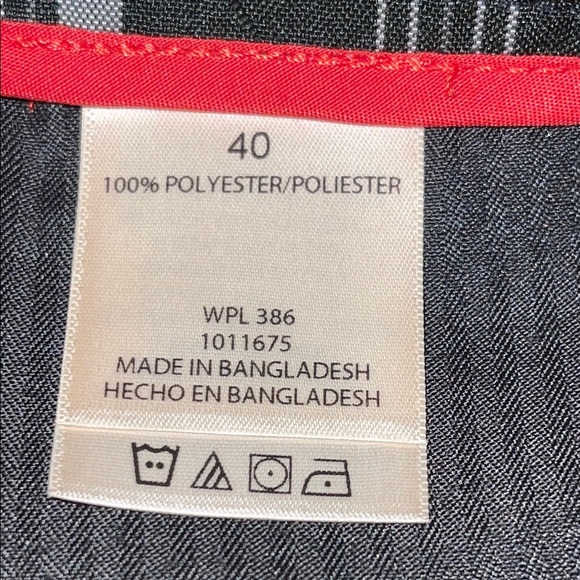 40
100% POLYESTER/POLIESTER
WPL 386
1011675
MADE IN BANGLADESH
HECHO EN BANGLADESH